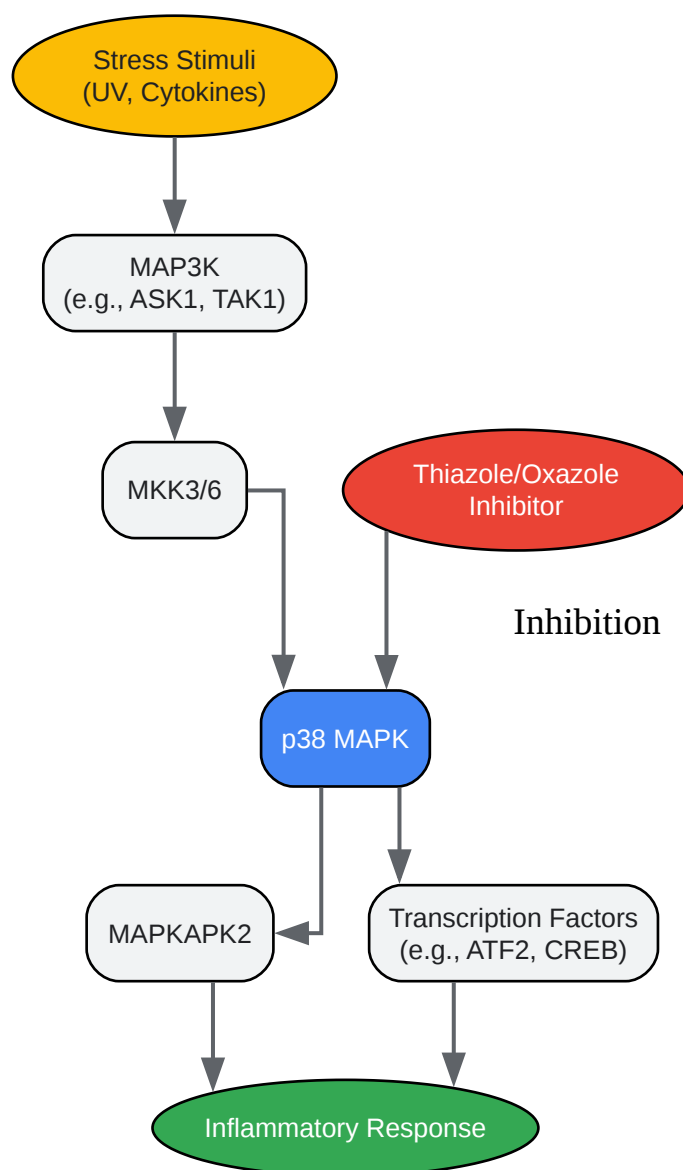 Stress Stimuli
(UV, Cytokines)
MAP3K
(e.g., ASK1, TAK1)
MKK3/6
Thiazole/Oxazole
Inhibitor
Inhibition
p38 MAPK
MAPKAPK2
Transcription Factors
(e.g., ATF2, CREB)
Inflammatory Response